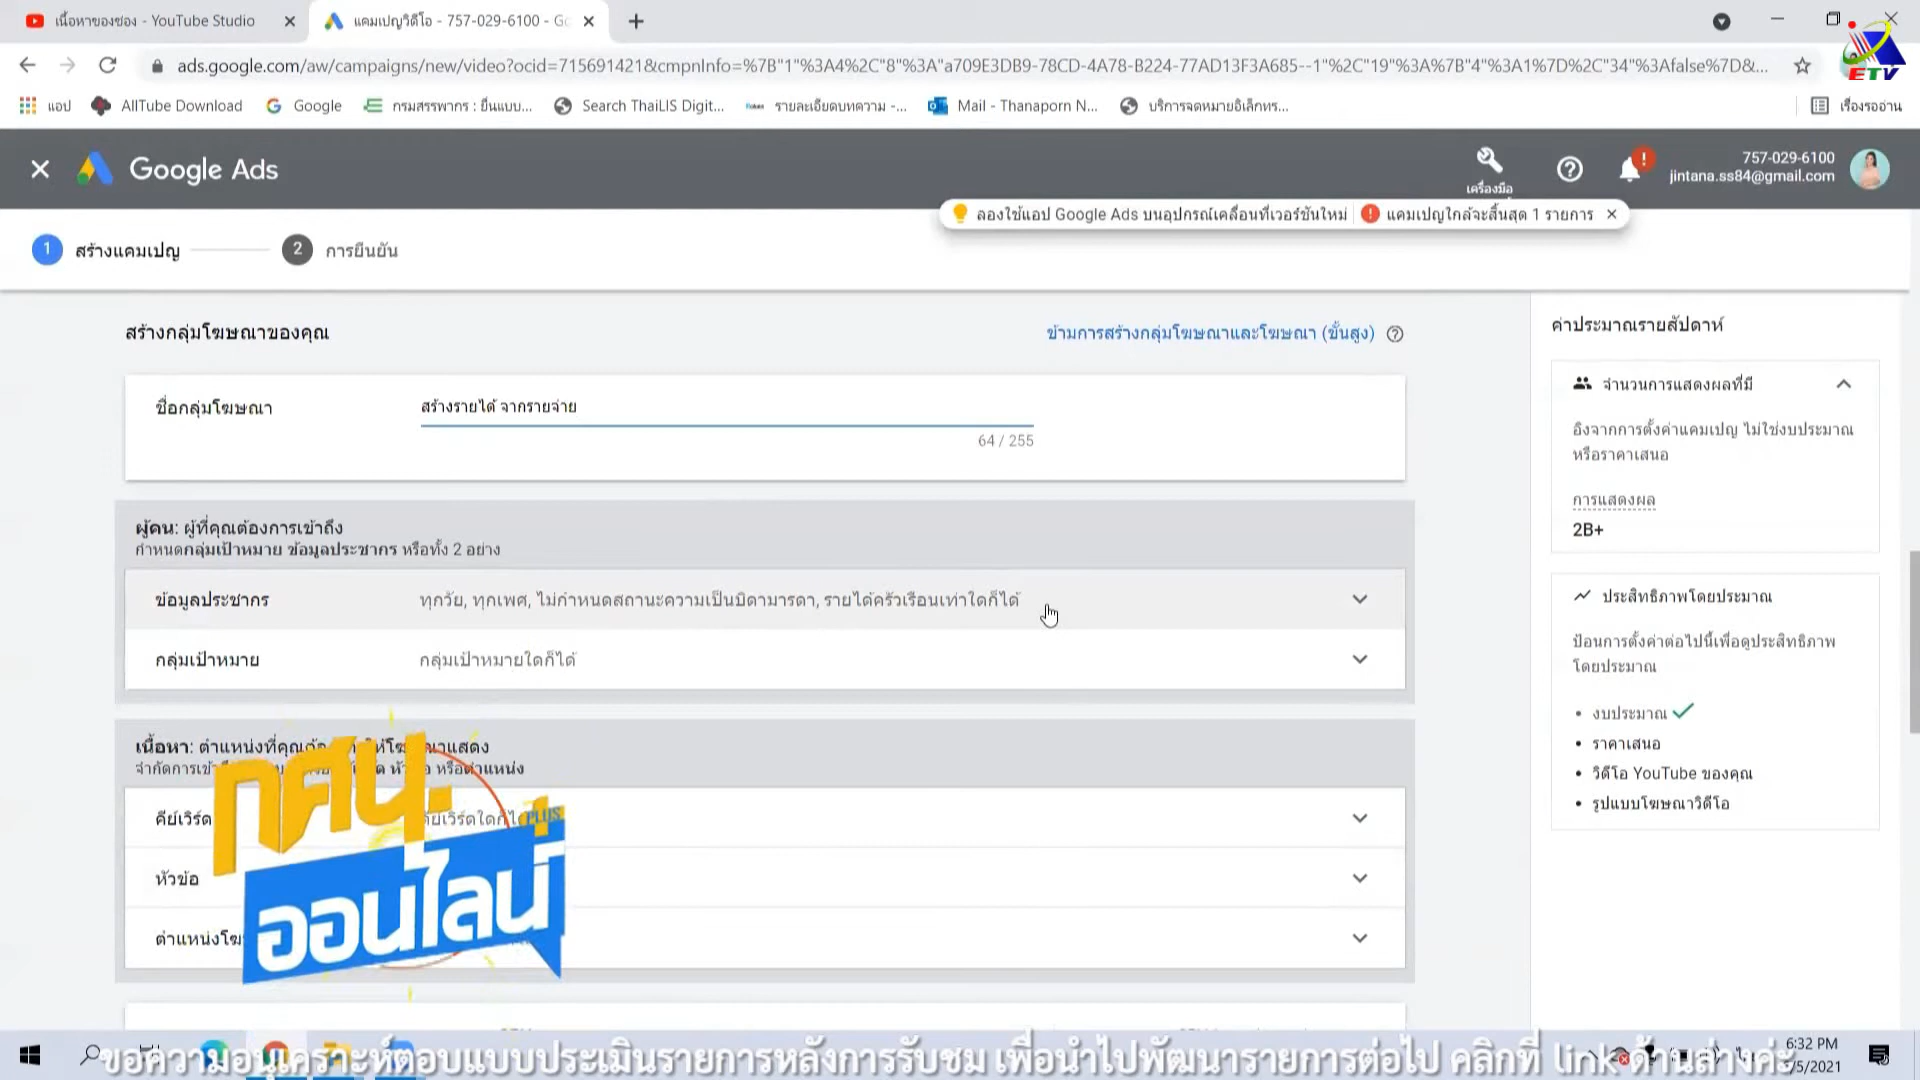 เนื้อหาของช่อง - YouTube Studio
แคมเปญวิดีโอ - 757-029-6100 - Go
ads.google.com/aw/campaigns/new/video?ocid=715691421&cmpnInfo=%7B"1"%3A4%2C"8"%3A"a709E3DB9-78CD-4A78-B224-77AD13F3A685--1"%2C"19"%3A%7B"4"%3A1%7D%2C"34"%3Afalse%7D&...
ETV
แอป
AllTube Download
Google
กรมสรรพากร : ยื่นแบบ...
Search ThaiLIS Digit...
รายละเอียดบทความ -...
Mail - Thanaporn N...
บริการจดหมายอิเล็กทร...
เรื่องรออ่าน
Google Ads
เครื่องมือ
757-029-6100
jintana.ss84@gmail.com
ลองใช้แอป Google Ads บนอุปกรณ์เคลื่อนที่เวอร์ชันใหม่
แคมเปญใกล้จะสิ้นสุด 1 รายการ
1 สร้างแคมเปญ
2 การยืนยัน
สร้างกลุ่มโฆษณาของคุณ
ข้ามการสร้างกลุ่มโฆษณาและโฆษณา (ขั้นสูง)
ชื่อกลุ่มโฆษณา
สร้างรายได้ จากรายจ่าย
64 / 255
ผู้คน: ผู้ที่คุณต้องการเข้าถึง
กำหนดกลุ่มเป้าหมาย ข้อมูลประชากร หรือทั้ง 2 อย่าง
ข้อมูลประชากร
ทุกวัย, ทุกเพศ, ไม่กำหนดสถานะความเป็นบิดามารดา, รายได้ครัวเรือนเท่าใดก็ได้
กลุ่มเป้าหมาย
กลุ่มเป้าหมายใดก็ได้
เนื้อหา: ตำแหน่งที่คุณ
โฆษณาแสดง
หรือตำแหน่ง
คีย์เวิร์ด
คีย์เวิร์ดใดก็ได้
หัวข้อ
ตำแหน่งโฆ
กศน.
PLUS
ออนไลน์
ค่าประมาณรายสัปดาห์
จำนวนการแสดงผลที่มี
อิงจากการตั้งค่าแคมเปญ ไม่ใช่งบประมาณ
หรือราคาเสนอ
การแสดงผล
2B+
ประสิทธิภาพโดยประมาณ
ป้อนการตั้งค่าต่อไปนี้เพื่อดูประสิทธิภาพ
โดยประมาณ
งบประมาณ
ราคาเสนอ
วิดีโอ YouTube ของคุณ
รูปแบบโฆษณาวิดีโอ
ขอความอนุเคราะห์ตอบแบบประเมินรายการหลังการรับชม เพื่อนำไปพัฒนารายการต่อไป คลิกที่ link ด้านล่างค่ะ
6:32 PM
/5/2021